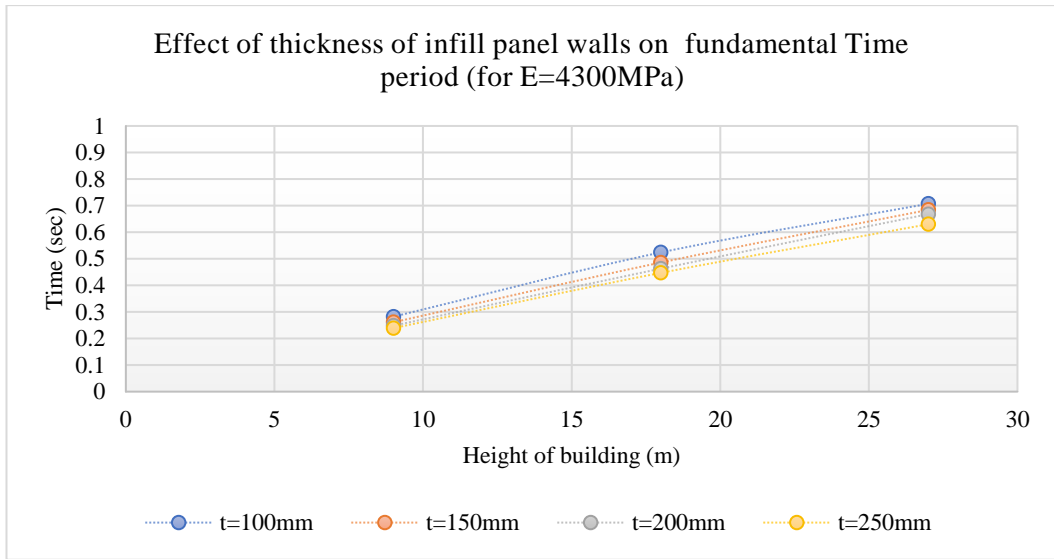 Effect of thickness of infill panel walls on  fundamental Time
period (for E=4300MPa)
1
0.9
0.8
0.7
0.6
0.5
0.4
0.3
0.2
0.1
0
Time (sec)
0 5 10 15 20 25 30
Height of building (m)
t=100mm t=150mm t=200mm t=250mm